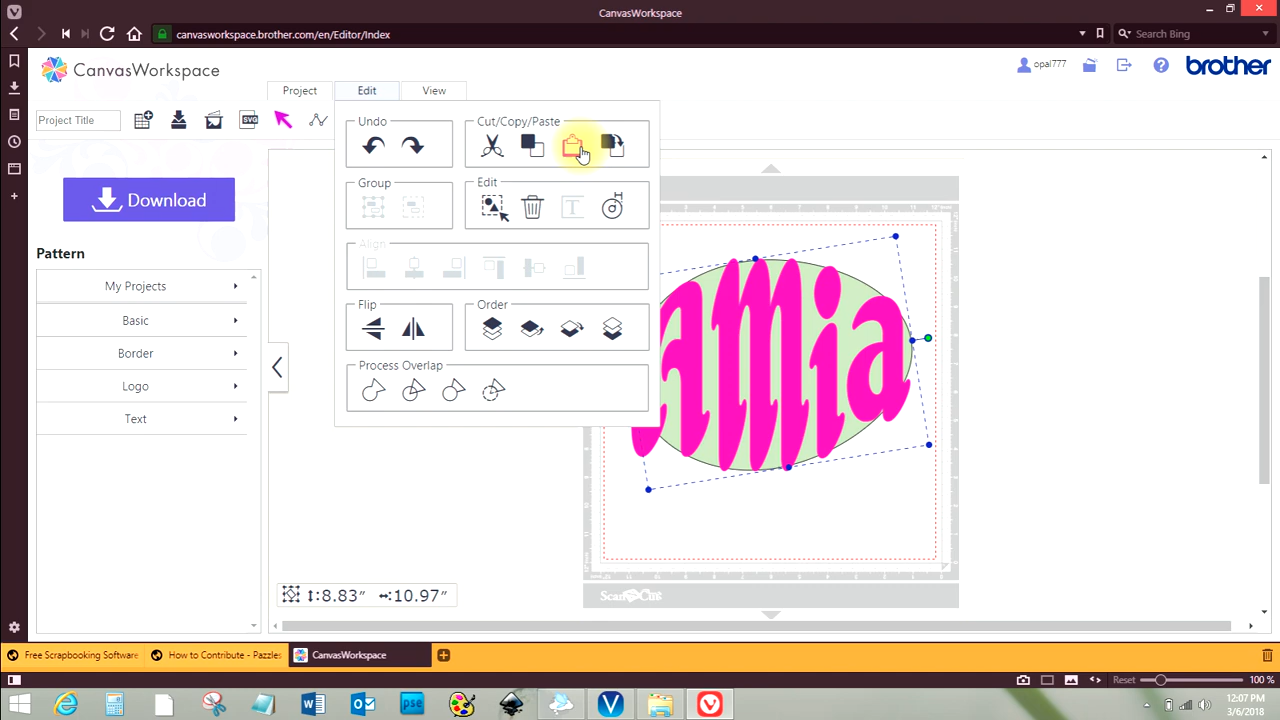 CanvasWorkspace
canvasworkspace.brother.com/en/Editor/Index
Search Bing
CanvasWorkspace
opal777
brother
Project
Edit
View
Project Title
SVG
Undo
Cut/Copy/Paste
Download
Group
Edit
Pattern
Align
My Projects
Basic
Flip
Order
Border
Process Overlap
Logo
Text
amia
8.83”
10.97”
Free Scrapbooking Software
How to Contribute - Pazzles
CanvasWorkspace
Reset
100 %
pse
12:07 PM
3/6/2018